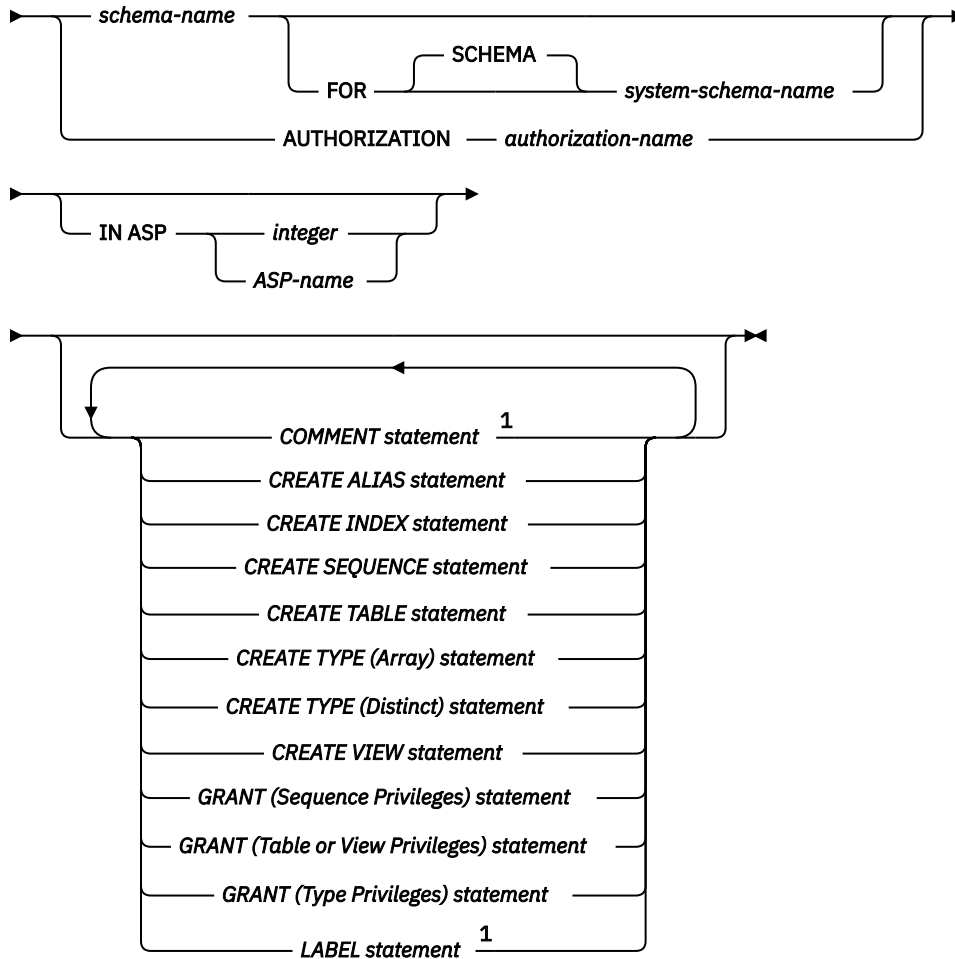 schema-name
SCHEMA
FOR system-schema-name
AUTHORIZATION authorization-name
IN ASP integer
ASP-name
COMMENT statement 1
CREATE ALIAS statement
CREATE INDEX statement
CREATE SEQUENCE statement
CREATE TABLE statement
CREATE TYPE (Array) statement
CREATE TYPE (Distinct) statement
CREATE VIEW statement
GRANT (Sequence Privileges) statement
GRANT (Table or View Privileges) statement
GRANT (Type Privileges) statement
LABEL statement 1